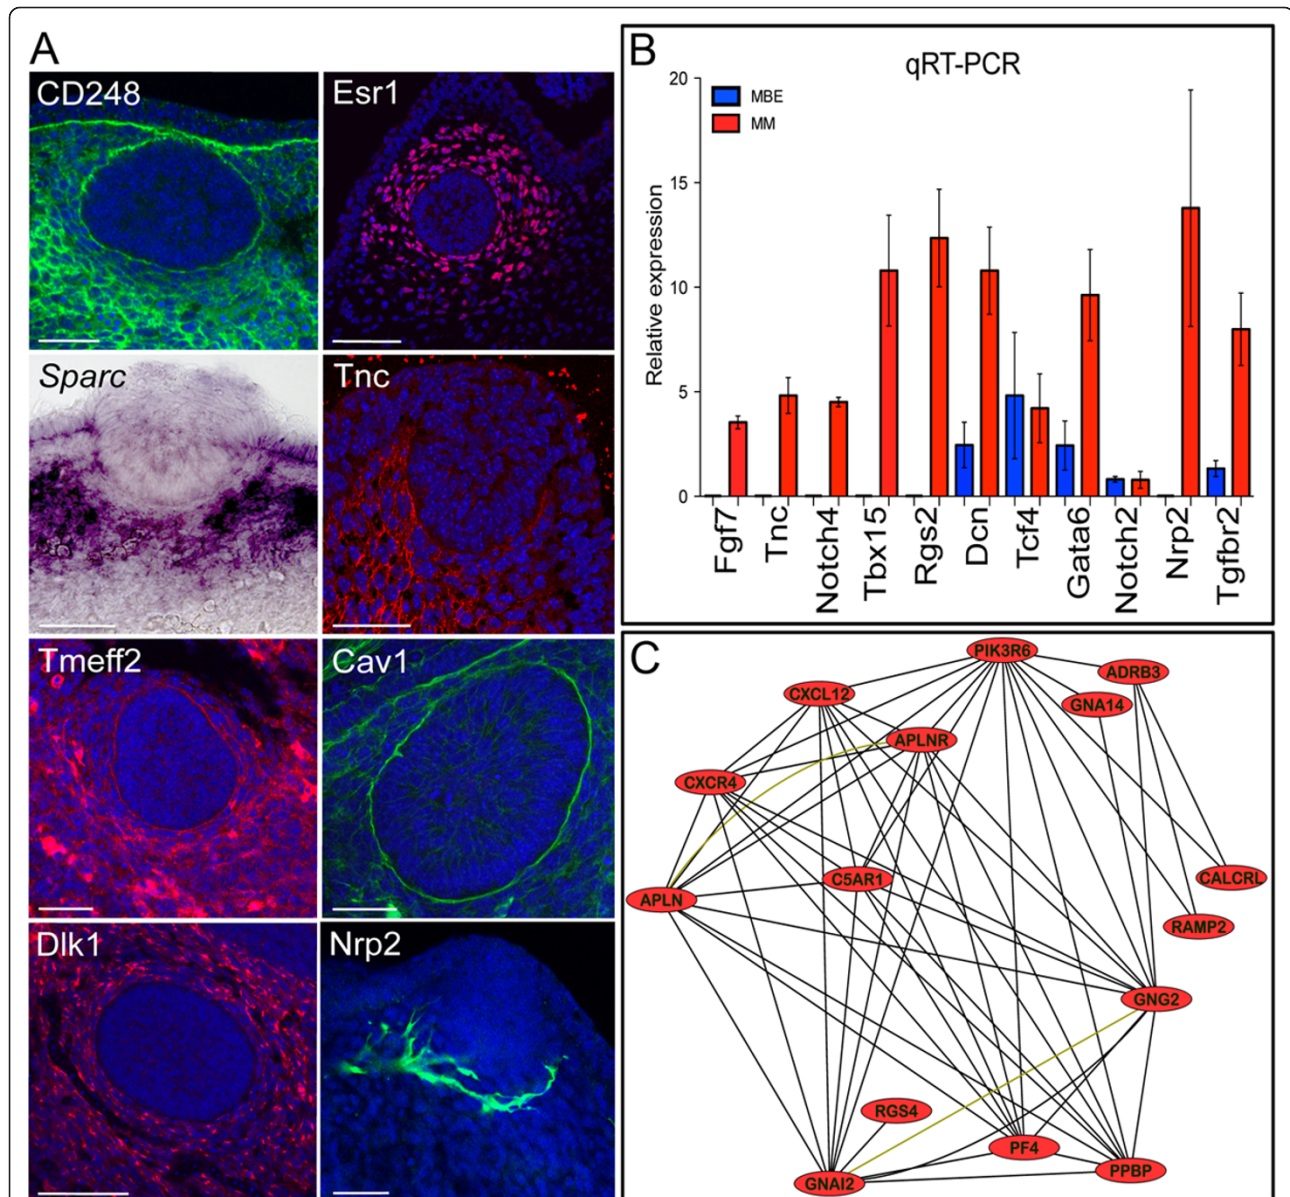 A
CD248
Esr1
Sparc
Tnc
Tmeff2
Cav1
Dlk1
Nrp2
B
qRT-PCR
MBE
MM
Relative expression
20
15
10
5
0
Fgf7
Tnc
Notch4
Tbx15
Rgs2
Dcn
Tcf4
Gata6
Notch2
Nrp2
Tgfbr2
C
PIK3R6
ADRB3
CXCL12
GNA14
APLNR
CXCR4
C5AR1
CALCRL
APLN
RAMP2
GNG2
RGS4
PF4
PPBP
GNAI2